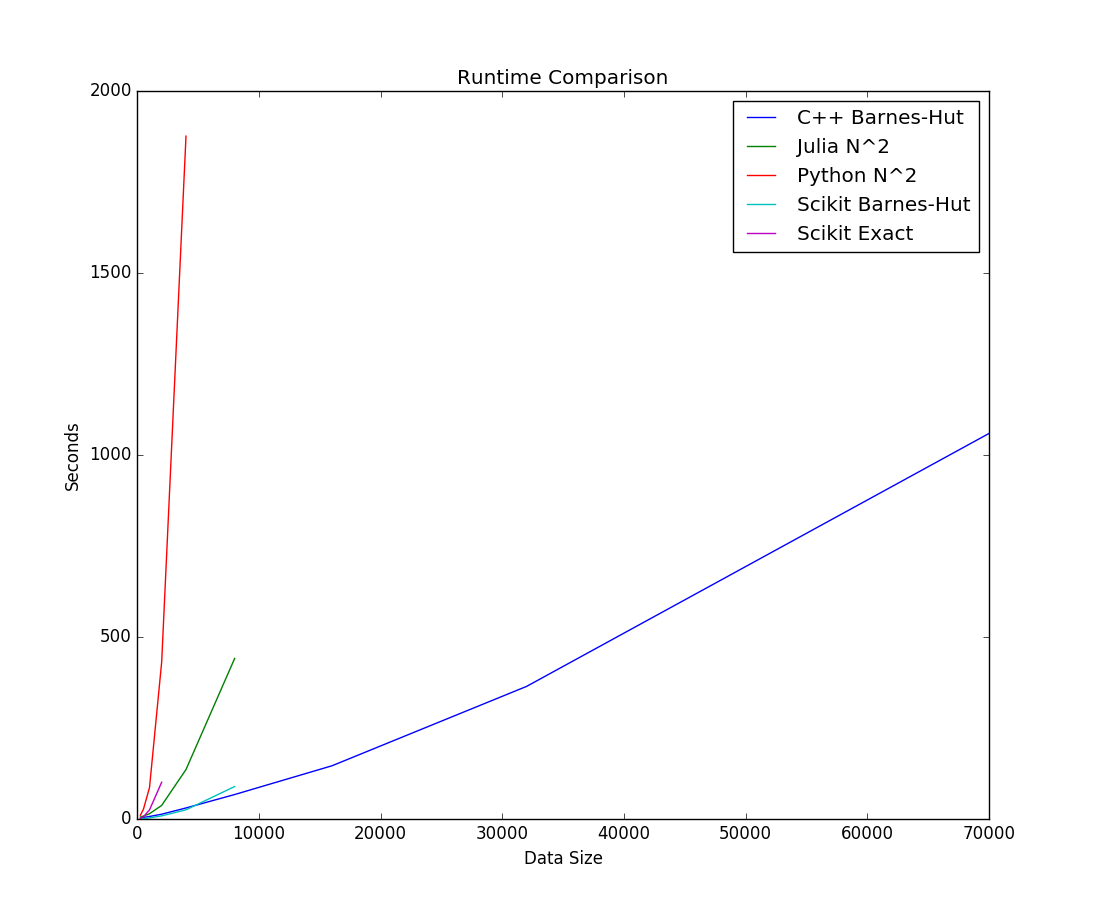 Runtime Comparison
2000
1500
1000
500
0
Seconds
C++ Barnes-Hut
Julia N^2
Python N^2
Scikit Barnes-Hut
Scikit Exact
0 10000 20000 30000 40000 50000 60000 70000
Data Size